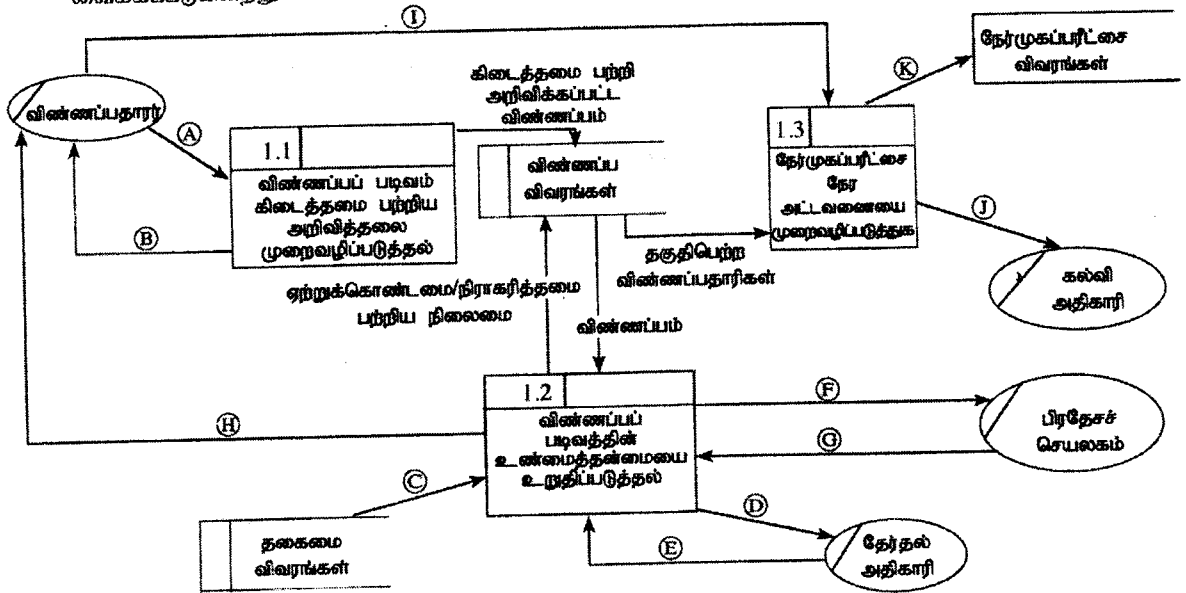 Ⓘ
விண்ணப்பதாரர்
Ⓐ
கிடைத்தமை பற்றி
அறிவிக்கப்பட்ட
விண்ணப்பம்
Ⓚ
நேர்முகப்பரீட்சை
விவரங்கள்
1.1
விண்ணப்பப் படிவம்
கிடைத்தமை பற்றிய
அறிவித்தலை
முறைவழிப்படுத்தல்
Ⓑ
விண்ணப்ப
விவரங்கள்
1.3
நேர்முகப்பரீட்சை
நேர
அட்டவணையை
முறைவழிப்படுத்துக
Ⓙ
தகுதிபெற்ற
விண்ணப்பதாரிகள்
கல்வி
அதிகாரி
ஏற்றுக்கொண்டமை/நிராகரித்தமை
பற்றிய நிலைமை
விண்ணப்பம்
1.2
விண்ணப்பப்
படிவத்தின்
உண்மைத்தன்மையை
உறுதிப்படுத்தல்
Ⓕ
பிரதேசச்
செயலகம்
Ⓖ
Ⓗ
Ⓒ
தகைமை
விவரங்கள்
Ⓓ
Ⓔ
தேர்தல்
அதிகாரி